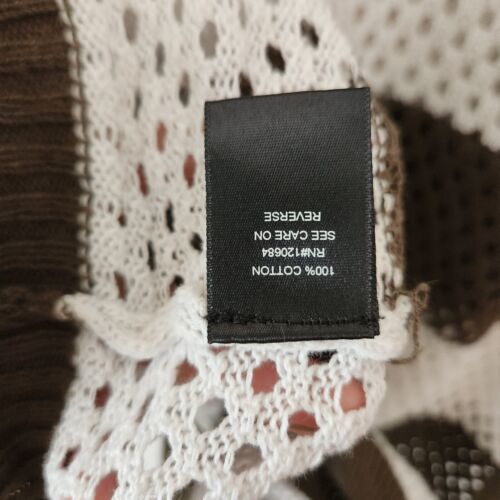 100% COTTON
RN#120684
SEE CARE ON
REVERSE